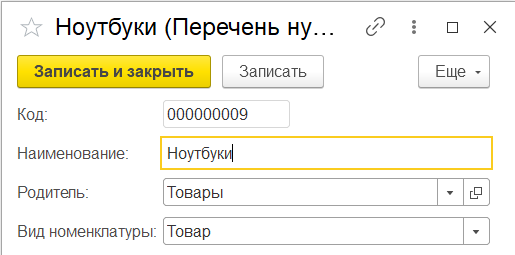 Ноутбуки (Перечень ну...
Записать и закрыть Записать Еще
Код: 000000009
Наименование: Ноутбуки
Родитель: Товары
Вид номенклатуры: Товар